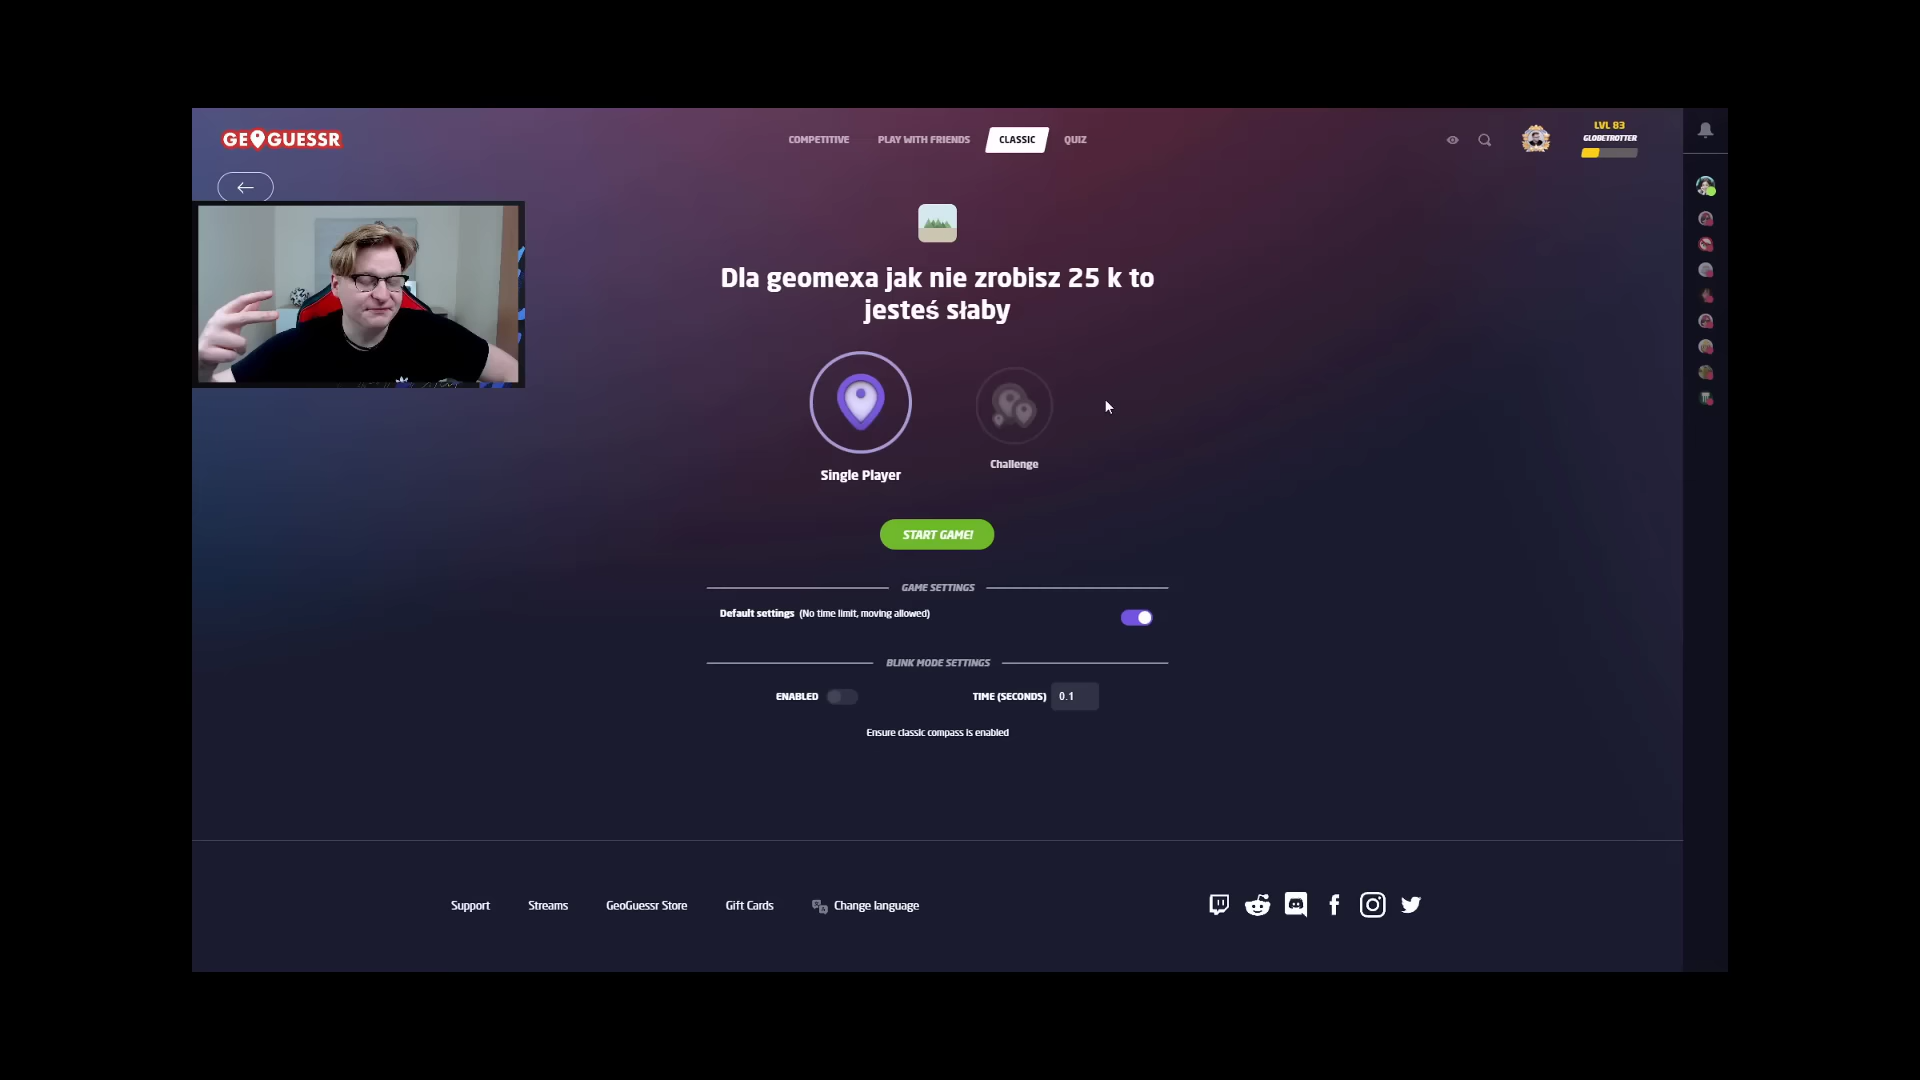 GEOGUESSR
COMPETITIVE
PLAY WITH FRIENDS
CLASSIC
QUIZ
LVL 83
GLOBETROTTER
Dla geomexa jak nie zrobisz 25 k to
jesteś słaby
Single Player
Challenge
START GAME!
GAME SETTINGS
Default settings (No time limit, moving allowed)
BLINK MODE SETTINGS
ENABLED
TIME (SECONDS) 0.1
Ensure classic compass is enabled
Support
Streams
GeoGuessr Store
Gift Cards
Change language